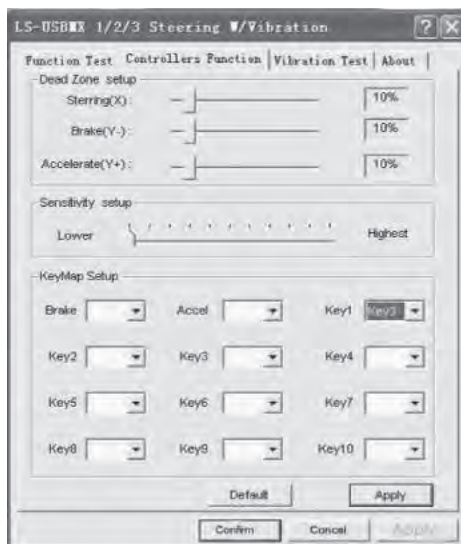 LS-USBMX 1/2/3 Steering W/Vibration
Function Test Controllers Function Vibration Test About
Dead Zone setup
Sterring(X): 10%
Brake(Y-): 10%
Accelerate(Y+): 10%
Sensitivity setup
Lower Highest
KeyMap Setup
Brake Accel Key1
Key2 Key3 Key4
Key5 Key6 Key7
Key8 Key9 Key10
Default Apply
Confirm Cancel Apply